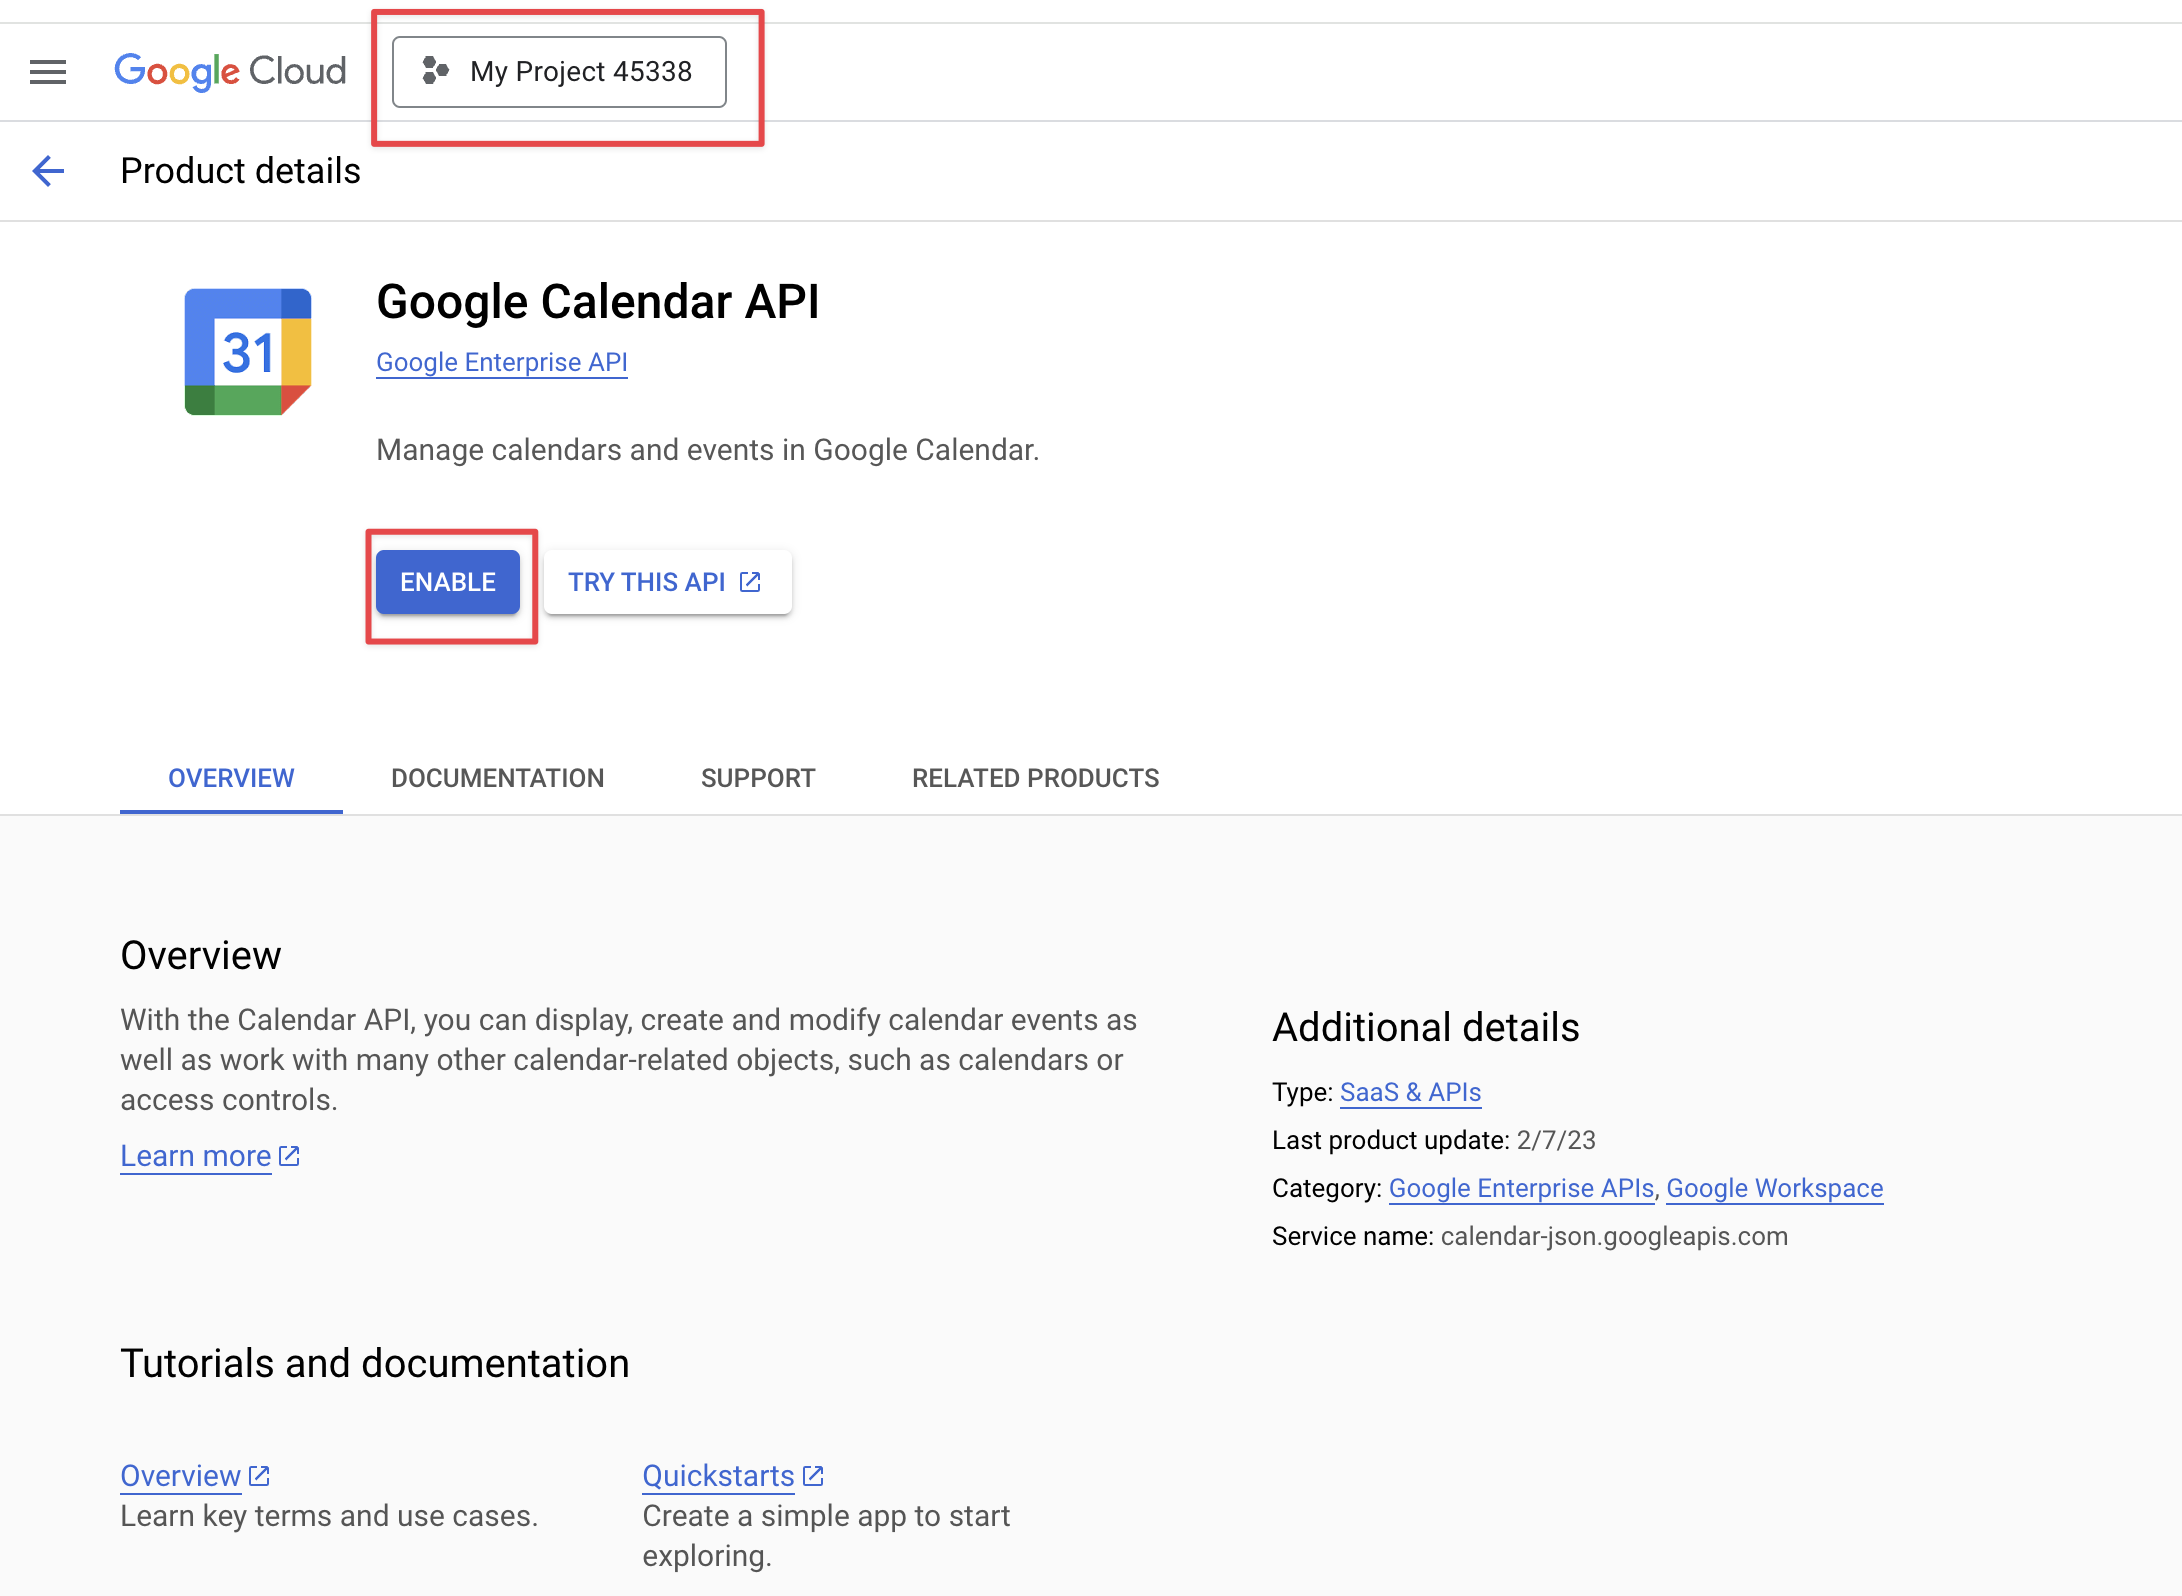 Google Cloud
My Project 45338
Product details
31
Google Calendar API
Google Enterprise API
Manage calendars and events in Google Calendar.
ENABLE
TRY THIS API
OVERVIEW
DOCUMENTATION
SUPPORT
RELATED PRODUCTS
Overview
With the Calendar API, you can display, create and modify calendar events as
well as work with many other calendar-related objects, such as calendars or
access controls.
Learn more
Additional details
Type: SaaS & APIs
Last product update: 2/7/23
Category: Google Enterprise APIs, Google Workspace
Service name: calendar-json.googleapis.com
Tutorials and documentation
Overview
Learn key terms and use cases.
Quickstarts
Create a simple app to start
exploring.